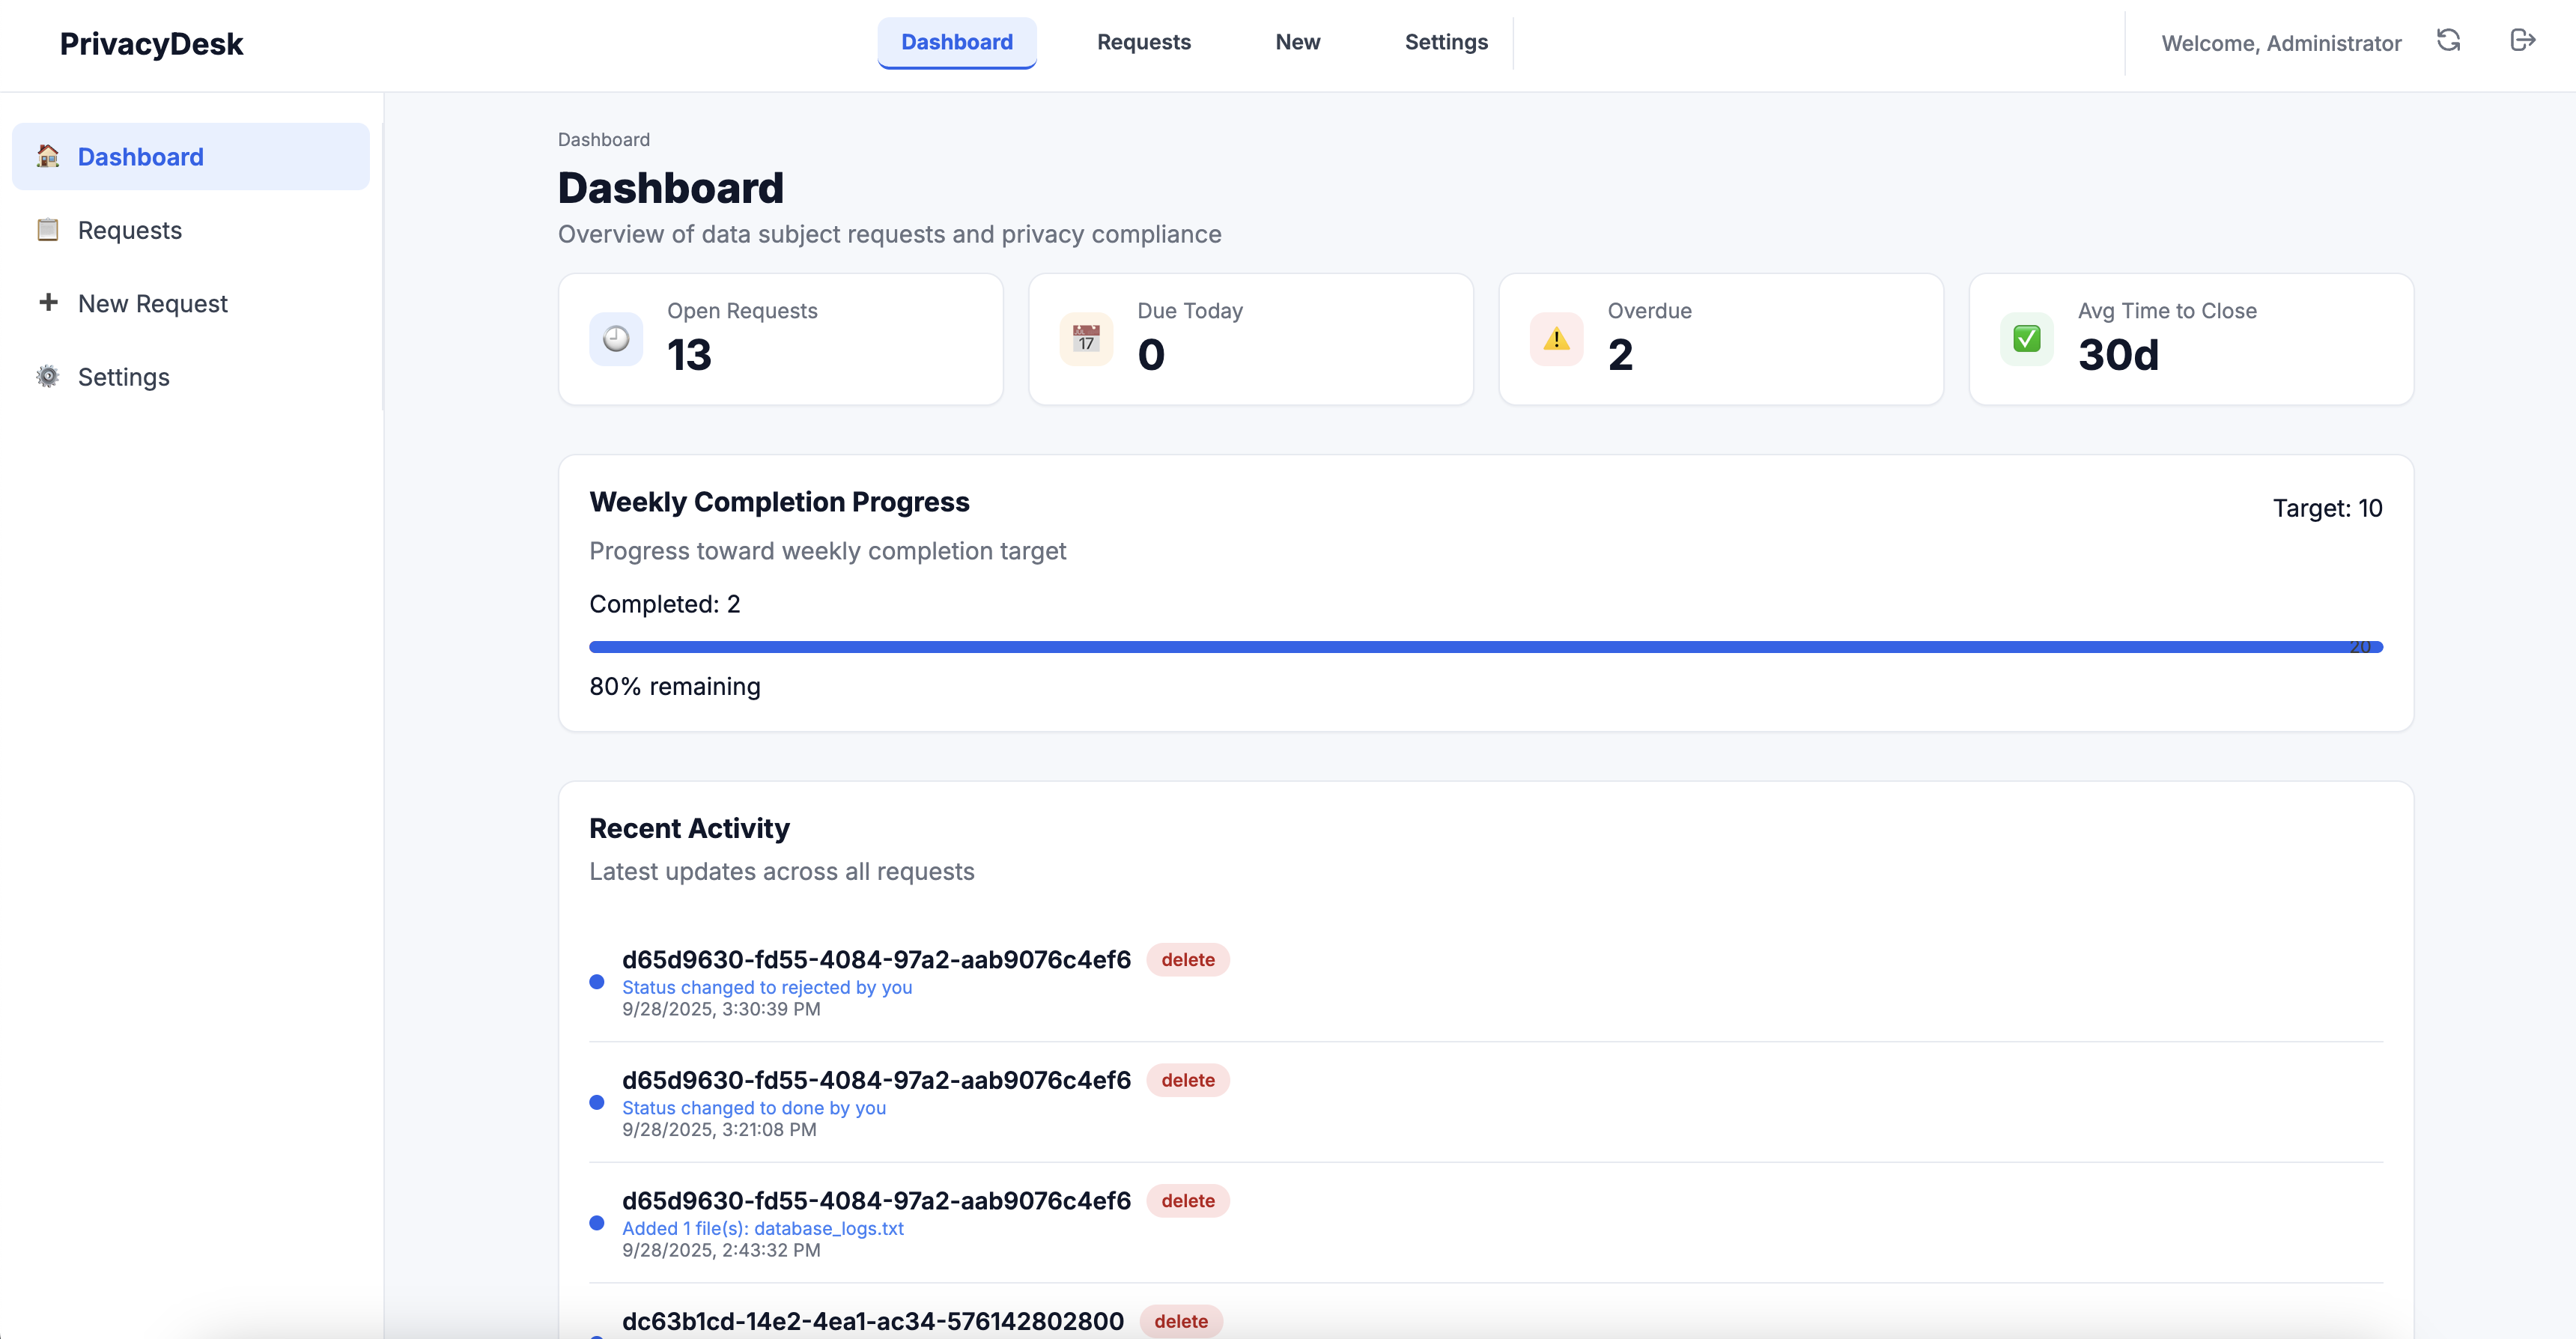 PrivacyDesk
Dashboard
Requests
New
Settings
Welcome, Administrator
Dashboard
Requests
New Request
Settings
Dashboard
Dashboard
Overview of data subject requests and privacy compliance
Open Requests
13
17
Due Today
0
Overdue
2
Avg Time to Close
30d
Weekly Completion Progress
Target: 10
Progress toward weekly completion target
Completed: 2
20
80% remaining
Recent Activity
Latest updates across all requests
d65d9630-fd55-4084-97a2-aab9076c4ef6 delete
Status changed to rejected by you
9/28/2025, 3:30:39 PM
d65d9630-fd55-4084-97a2-aab9076c4ef6 delete
Status changed to done by you
9/28/2025, 3:21:08 PM
d65d9630-fd55-4084-97a2-aab9076c4ef6 delete
Added 1 file(s): database_logs.txt
9/28/2025, 2:43:32 PM
dc63b1cd-14e2-4ea1-ac34-576142802800 delete